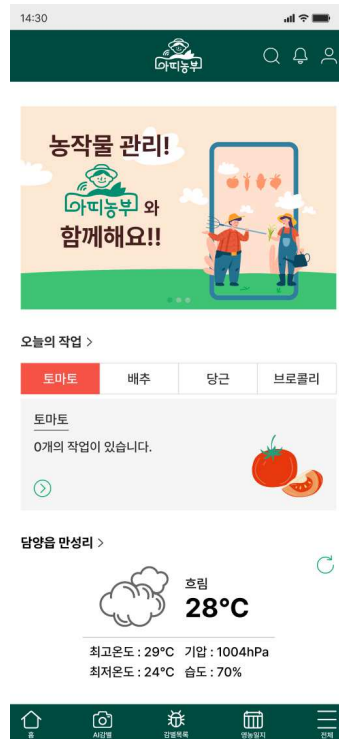 14:30
아띠농부
농작물 관리!
아띠농부 와
함께해요!!
오늘의 작업 >
토마토 배추 당근 브로콜리
토마토
0개의 작업이 있습니다.
담양읍 만성리 >
흐림
28°C
최고온도 : 29°C 기압 : 1004hPa
최저온도 : 24°C 습도 : 70%
홈 AI감별 감별목록 영농일지 전체